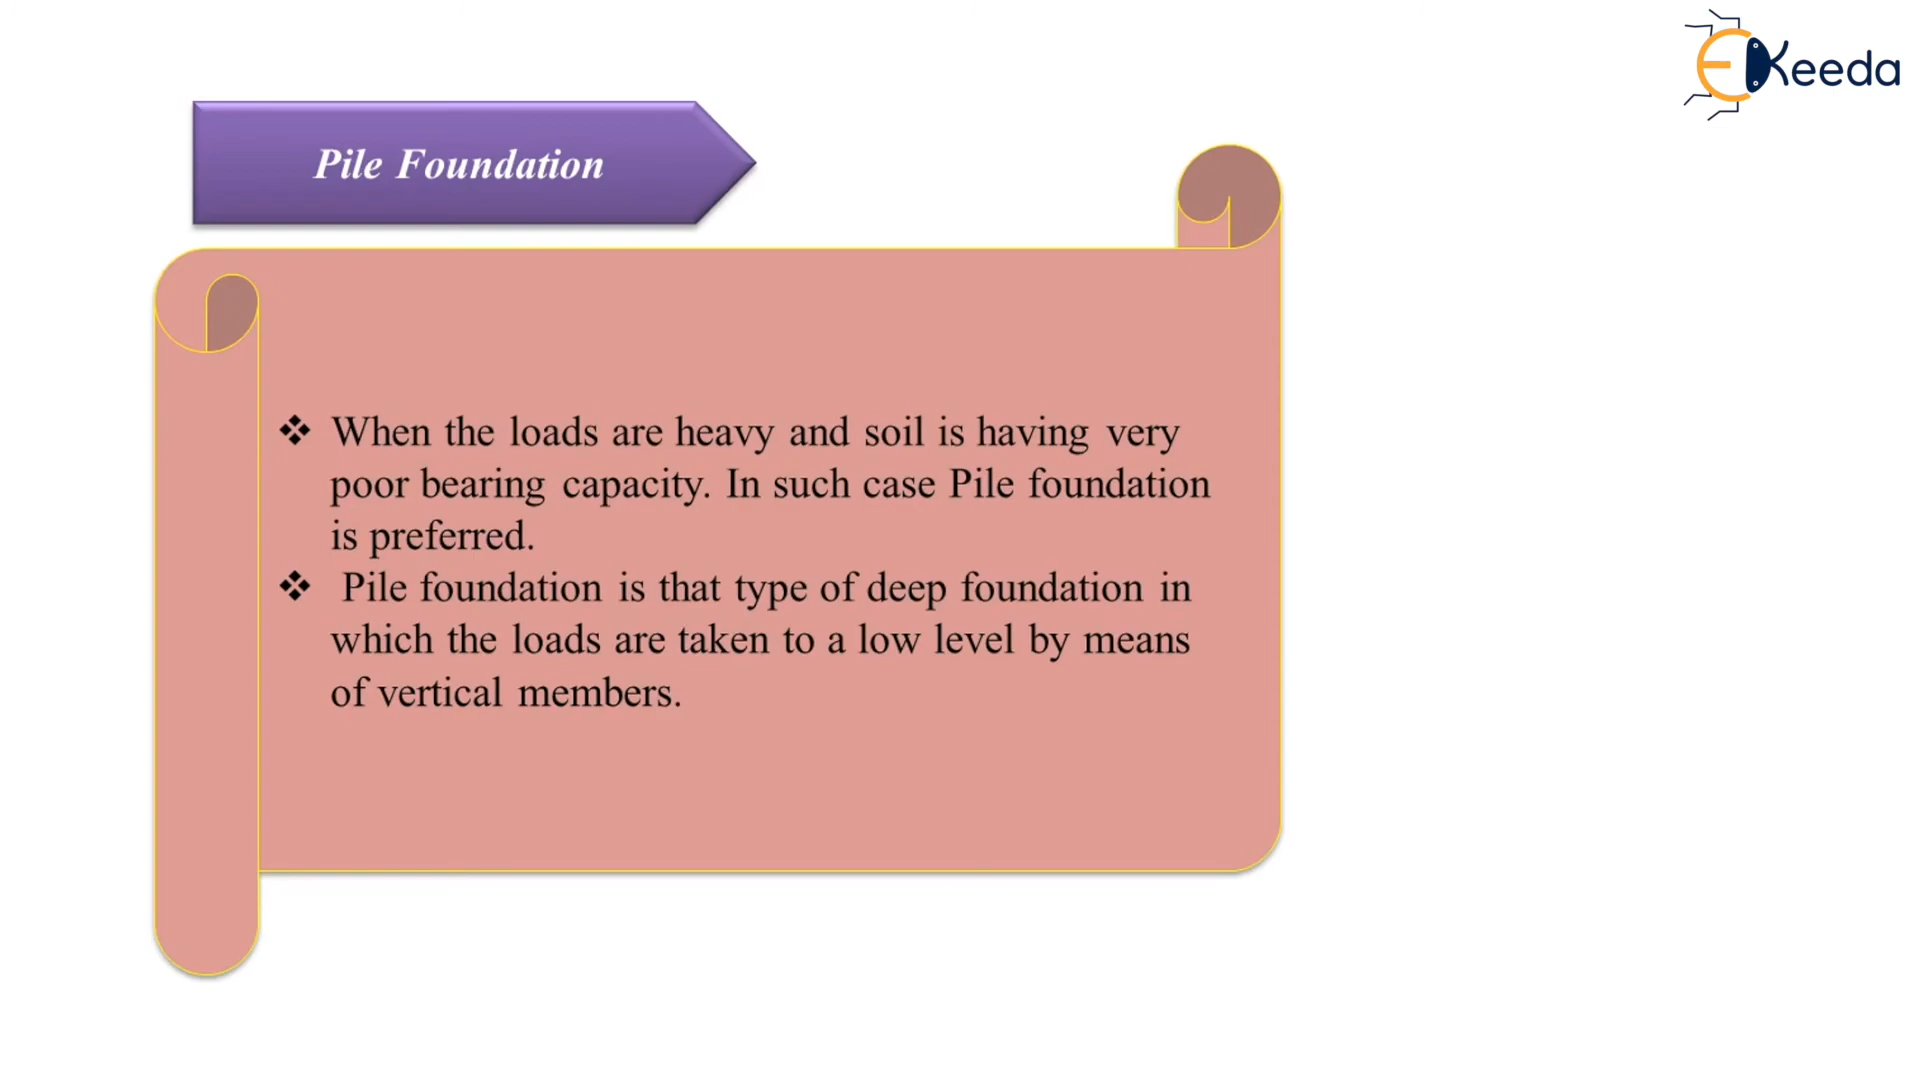 EKeeda
Pile Foundation
❖ When the loads are heavy and soil is having very
poor bearing capacity. In such case Pile foundation
is preferred.
❖ Pile foundation is that type of deep foundation in
which the loads are taken to a low level by means
of vertical members.